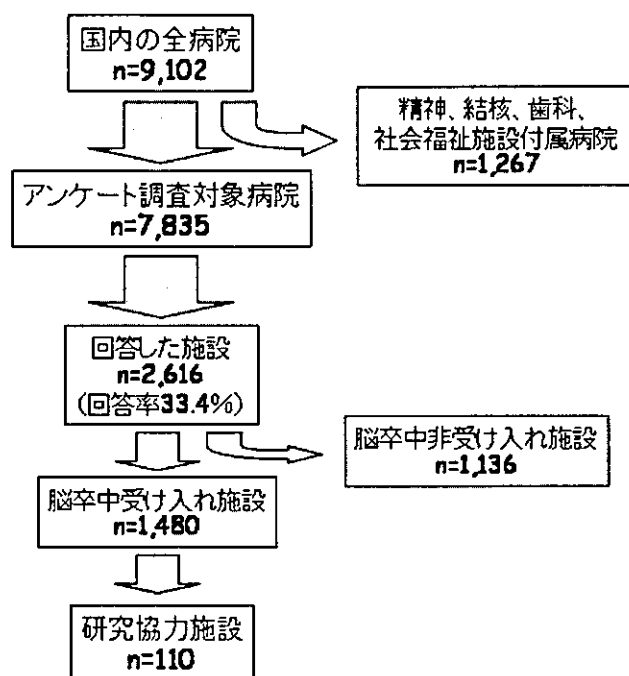 国内の全病院
n=9,102
精神、結核、歯科、
社会福祉施設付属病院
n=1,267
アンケート調査対象病院
n=7,835
回答した施設
n=2,616
(回答率33.4%)
脳卒中非受け入れ施設
n=1,136
脳卒中受け入れ施設
n=1,480
研究協力施設
n=110